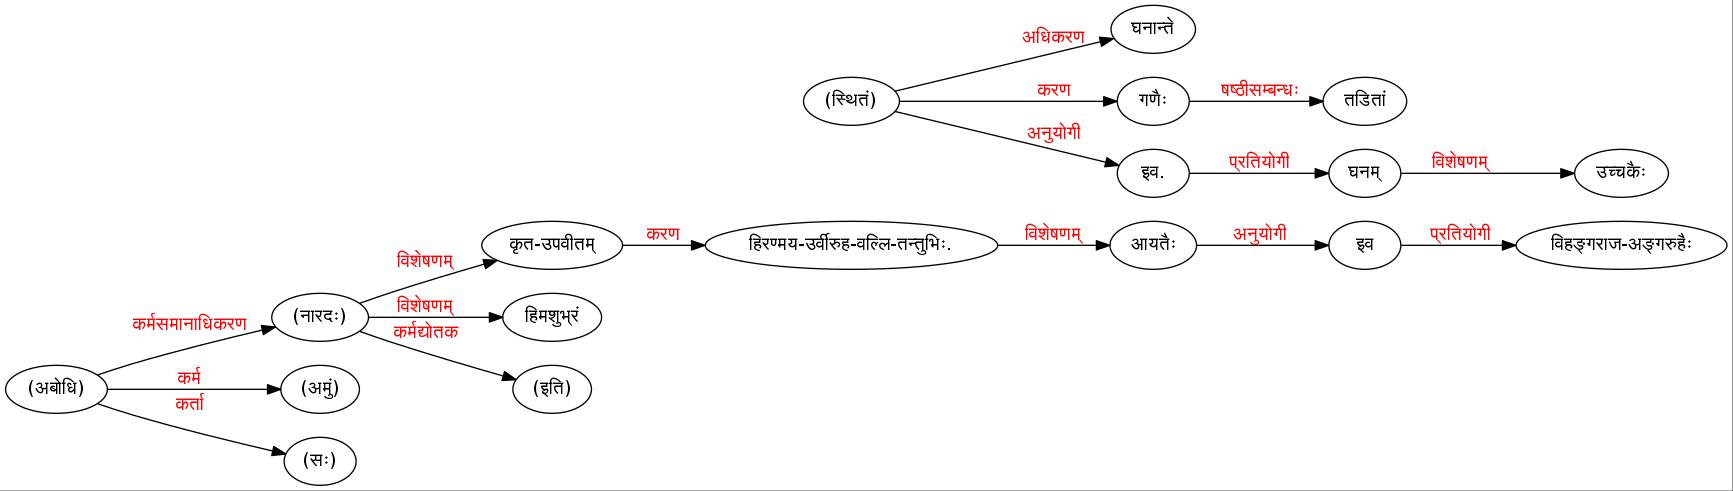 घनान्ते
अधिकरण
(स्थितं) करण गणैः षष्ठीसम्बन्धः तडितां
अनुयोगी
इव. प्रतियोगी घनम् विशेषणम् उच्चकैः
कृत-उपवीतम् करण हिरण्मय-उर्वीरुह-वल्लि-तन्तुभिः. विशेषणम् आयतैः अनुयोगी इव प्रतियोगी विहङ्गराज-अङ्गरुहैः
विशेषणम्
(नारदः) विशेषणम् हिमशुभ्रं
कर्मसमानाधिकरण कर्मद्योतक
(अबोधि) कर्म (अमुं) (इति)
कर्ता
(सः)